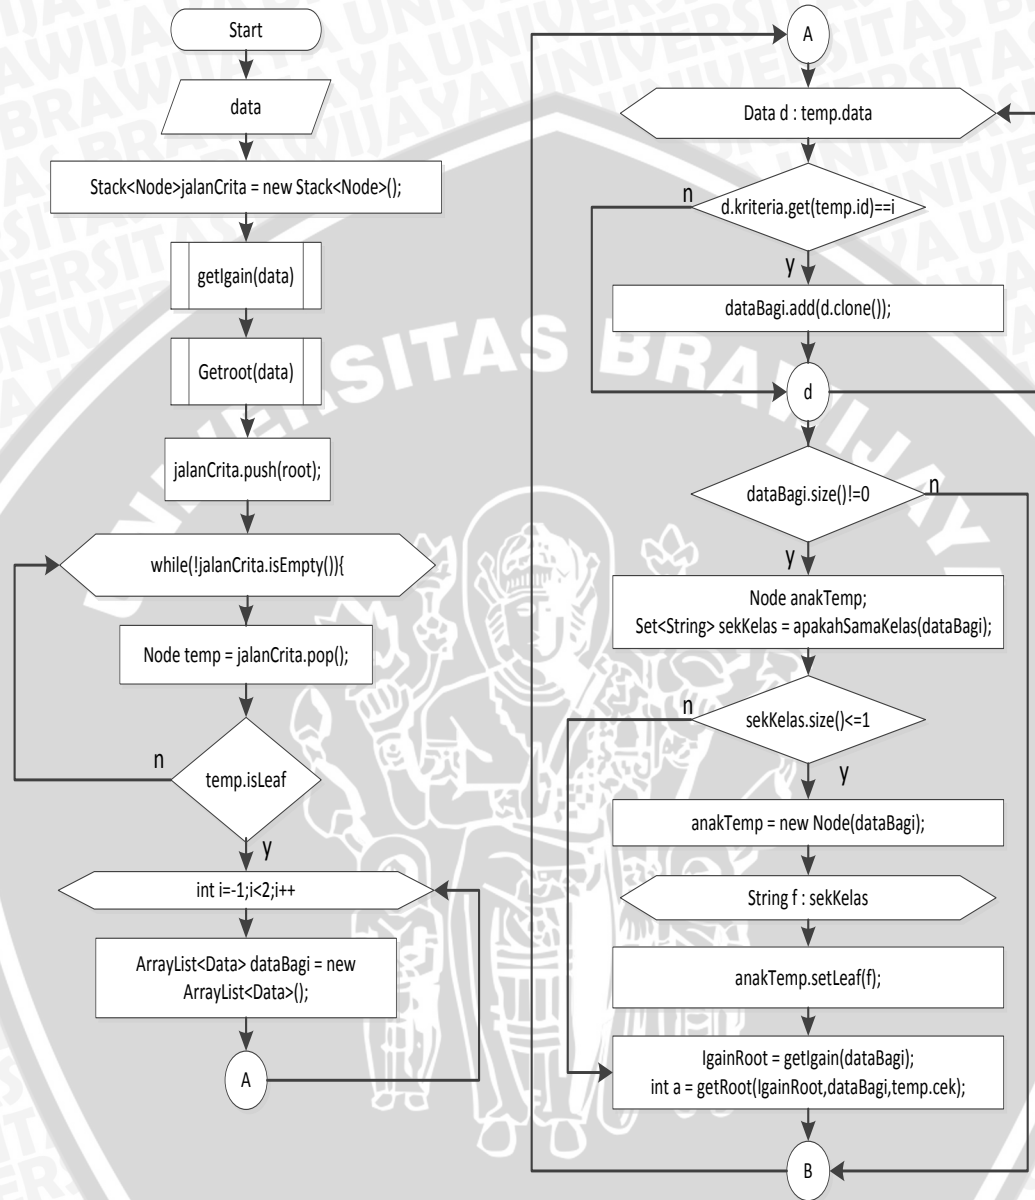 Start
data
Stack<Node>jalanCrita = new Stack<Node>();
getIgain(data)
Getroot(data)
jalanCrita.push(root);
while(!jalanCrita.isEmpty()){
Node temp = jalanCrita.pop();
n
temp.isLeaf
y
int i=-1;i<2;i++
ArrayList<Data> dataBagi = new
ArrayList<Data>();
A
A
Data d : temp.data
n
d.kriteria.get(temp.id)==i
y
dataBagi.add(d.clone());
d
dataBagi.size()!=0
n
y
Node anakTemp;
Set<String> sekKelas = apakahSamaKelas(dataBagi);
n
sekKelas.size()<=1
y
anakTemp = new Node(dataBagi);
String f : sekKelas
anakTemp.setLeaf(f);
IgainRoot = getIgain(dataBagi);
int a = getRoot(IgainRoot,dataBagi,temp.cek);
B
UNIVERSITAS BRAWIJAYA